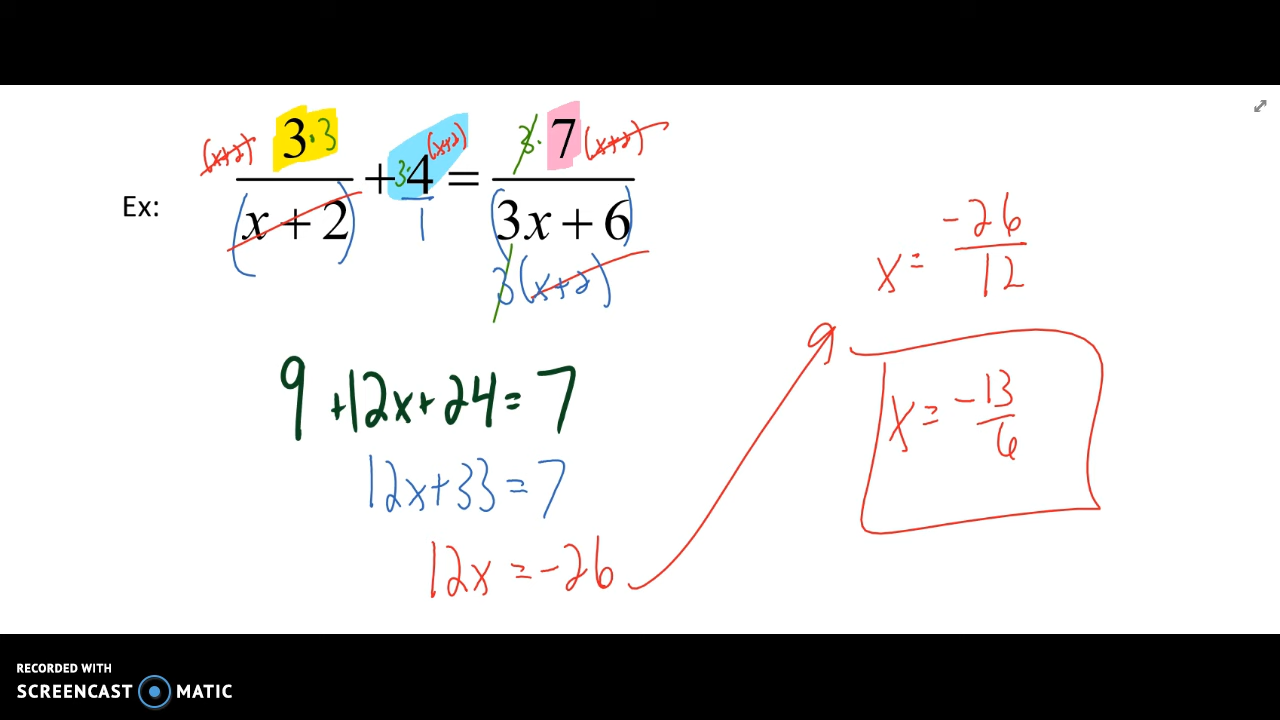 Ex: (x+2) 3·3 / (x + 2) + 3·4(x+2) / 1 = 3·7(x+2) / (3x + 6)
3(x+2)
9 +12x+24=7
12x+33=7
12x=-26
x= -26/12
x= -13/6
RECORDED WITH
SCREENCAST MATIC